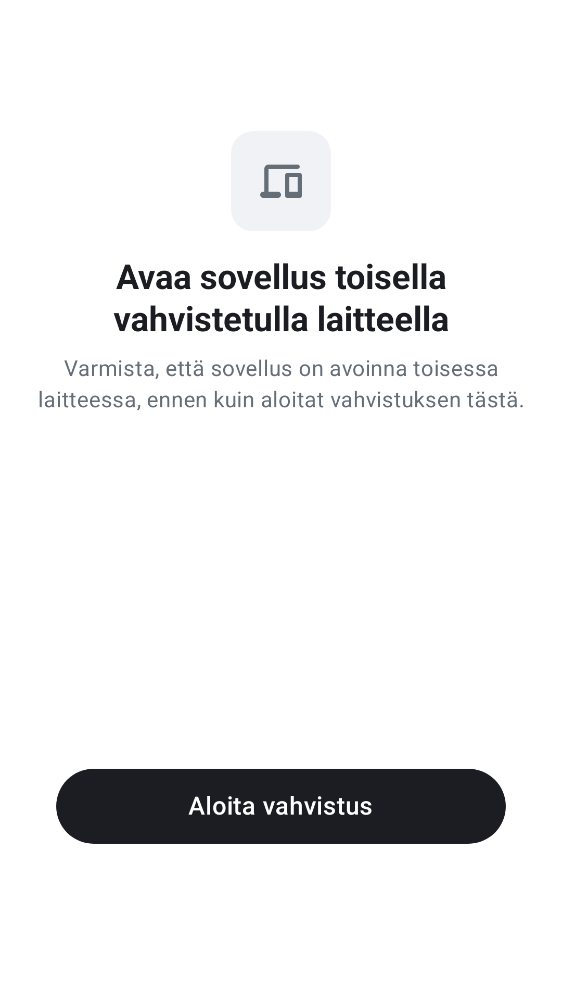 Avaa sovellus toisella
vahvistetulla laitteella
Varmista, että sovellus on avoinna toisessa
laitteessa, ennen kuin aloitat vahvistuksen tästä.
Aloita vahvistus